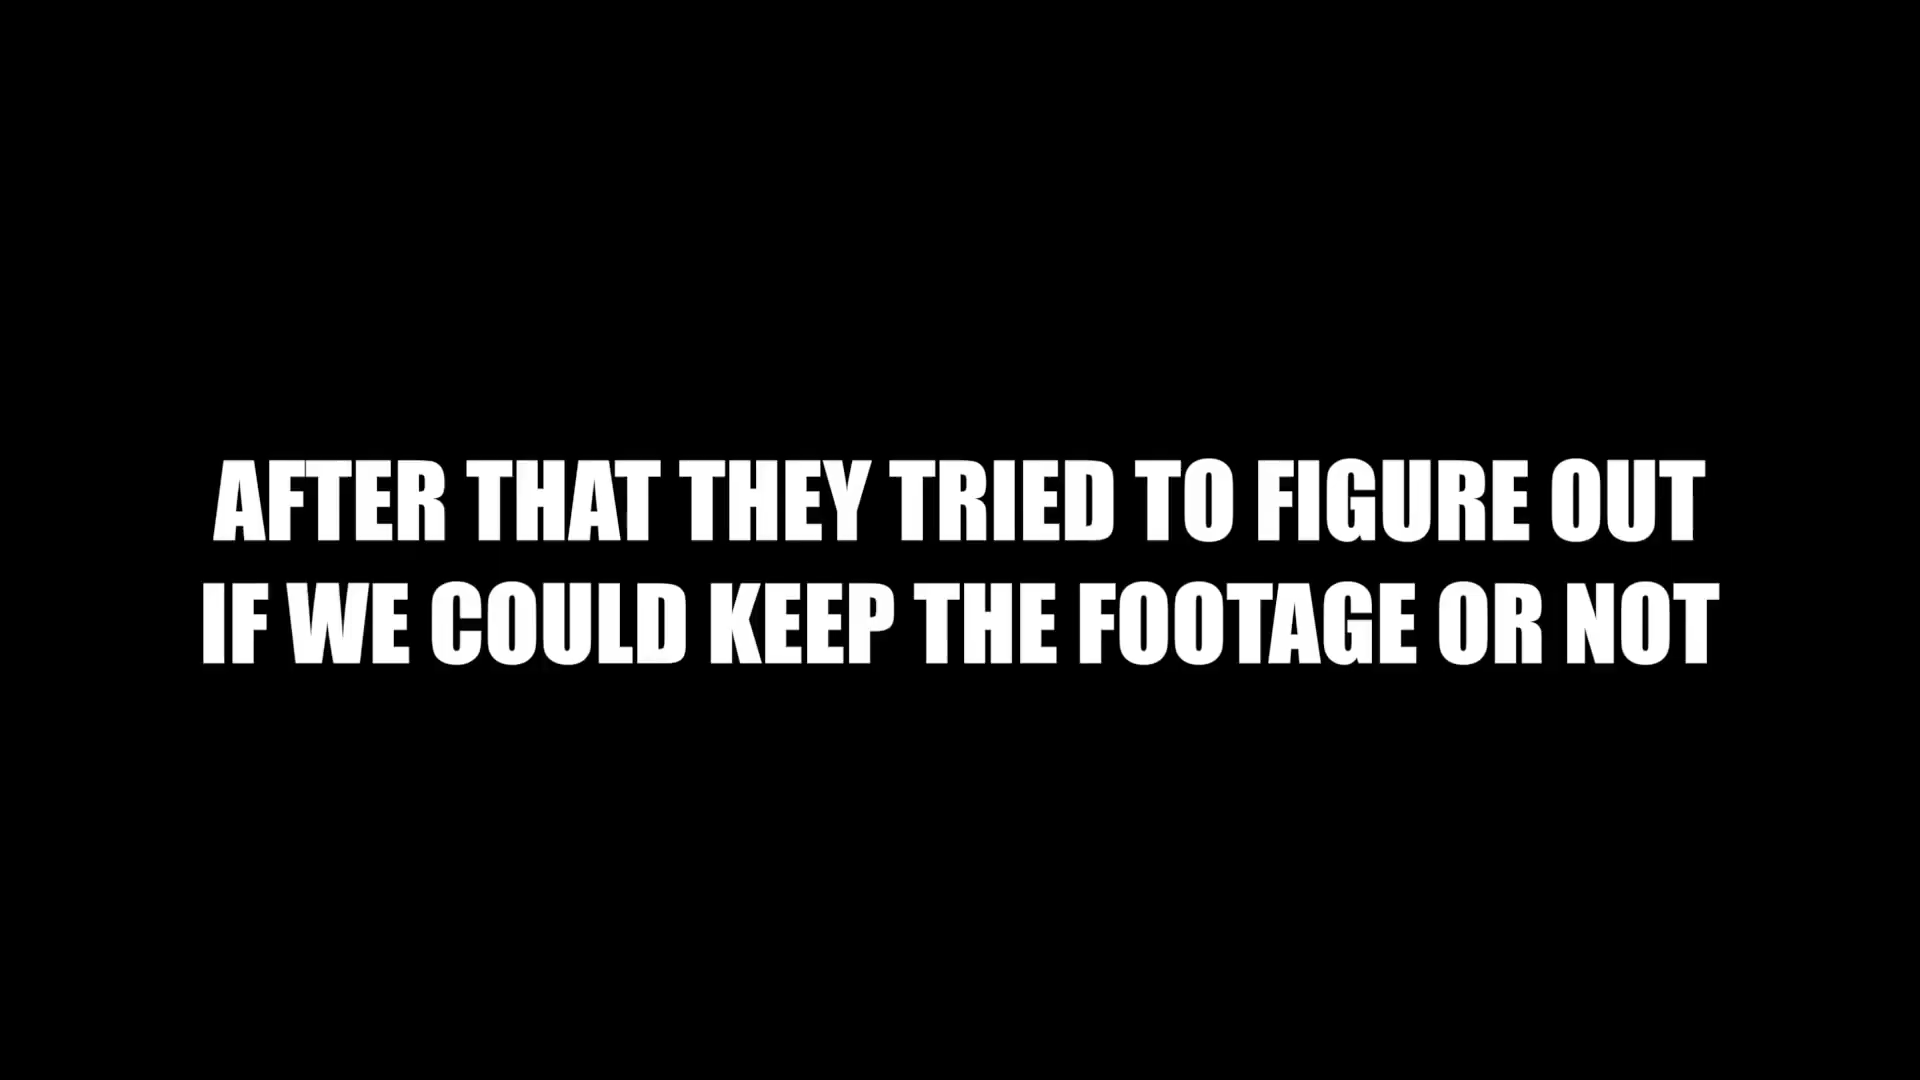 AFTER THAT THEY TRIED TO FIGURE OUT
IF WE COULD KEEP THE FOOTAGE OR NOT